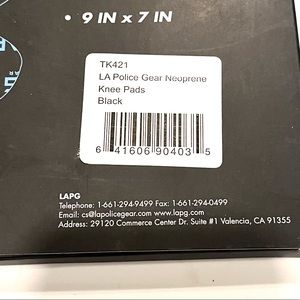 • 9 IN x 7 IN
TK421
LA Police Gear Neoprene
Knee Pads
Black
6 41606 90403 5
LAPG
Telephone: 1-661-294-9499 Fax: 1-661-294-0499
Email: cs@lapolicegear.com www.lapg.com
Address: 29120 Commerce Center Dr. Suite #1 Valencia, CA 91355